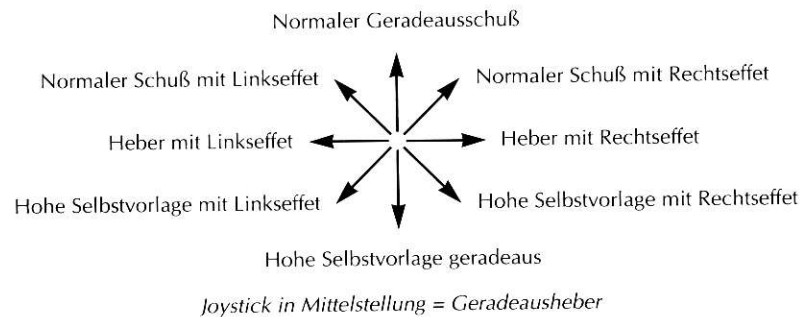 Normaler Geradeausschuß
Normaler Schuß mit Linkseffet
Normaler Schuß mit Rechtseffet
Heber mit Linkseffet
Heber mit Rechtseffet
Hohe Selbstvorlage mit Linkseffet
Hohe Selbstvorlage mit Rechtseffet
Hohe Selbstvorlage geradeaus
Joystick in Mittelstellung = Geradeausheber